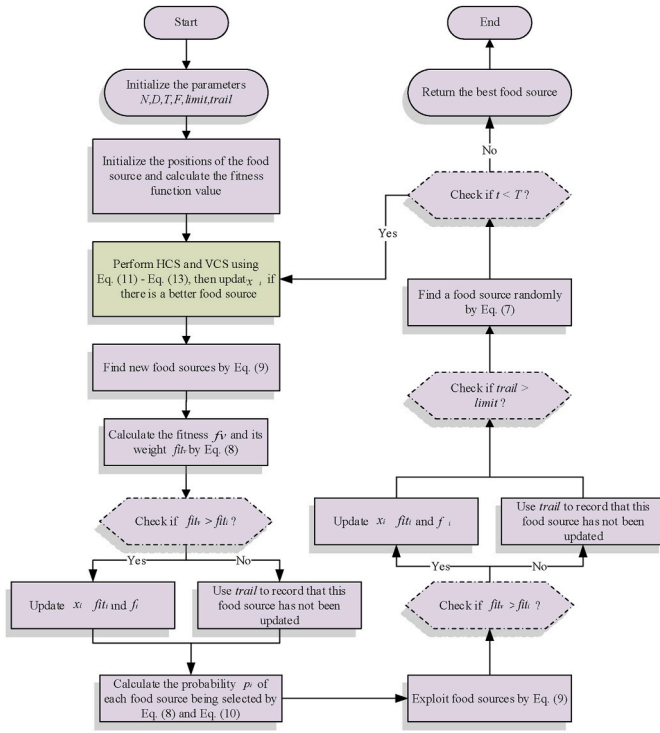 Start
Initialize the parameters
N,D,T,F,limit,trail
Initialize the positions of the food
source and calculate the fitness
function value
Perform HCS and VCS using
Eq. (11) - Eq. (13), then updatx i if
there is a better food source
Find new food sources by Eq. (9)
Calculate the fitness fv and its
weight fitv by Eq. (8)
Check if fitv > fiti ?
Yes
No
Update xi fiti and fi
Use trail to record that this
food source has not been
updated
Calculate the probability pi of
each food source being selected by
Eq. (8) and Eq. (10)
Exploit food sources by Eq. (9)
Check if fitv > fiti ?
Yes
No
Update xi fiti and f i
Use trail to record that this
food source has not been
updated
Check if trail >
limit ?
Find a food source randomly
by Eq. (7)
Check if t < T ?
Yes
No
Return the best food source
End